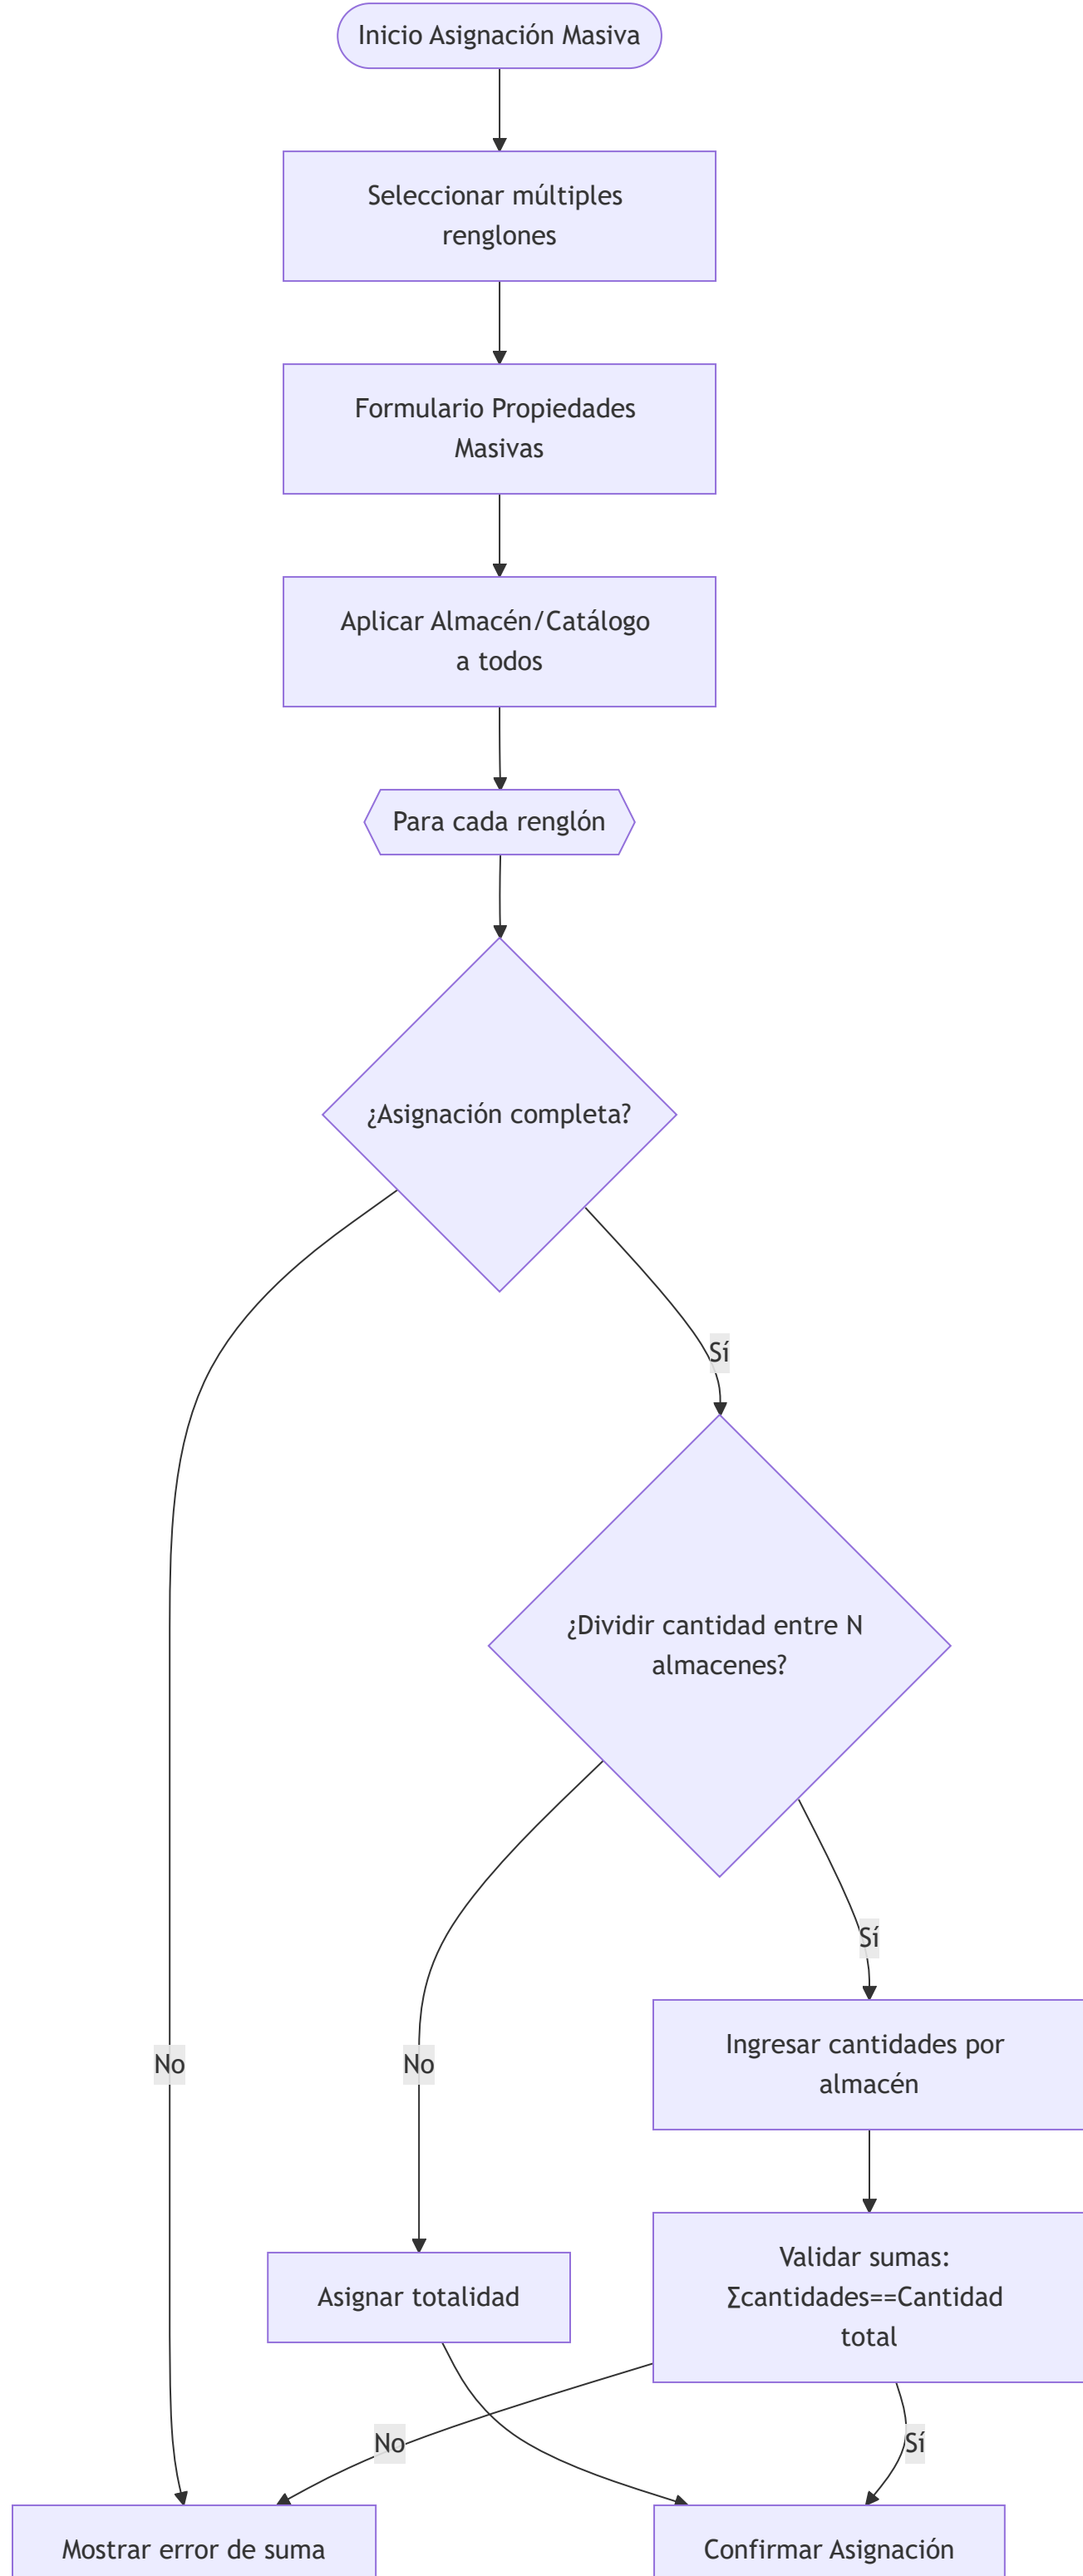 Inicio Asignación Masiva
Seleccionar múltiples
renglones
Formulario Propiedades
Masivas
Aplicar Almacén/Catálogo
a todos
Para cada renglón
¿Asignación completa?
Sí
¿Dividir cantidad entre N
almacenes?
Sí
No
No
Ingresar cantidades por
almacén
Validar sumas:
∑cantidades==Cantidad
total
Asignar totalidad
No
Sí
Mostrar error de suma
Confirmar Asignación